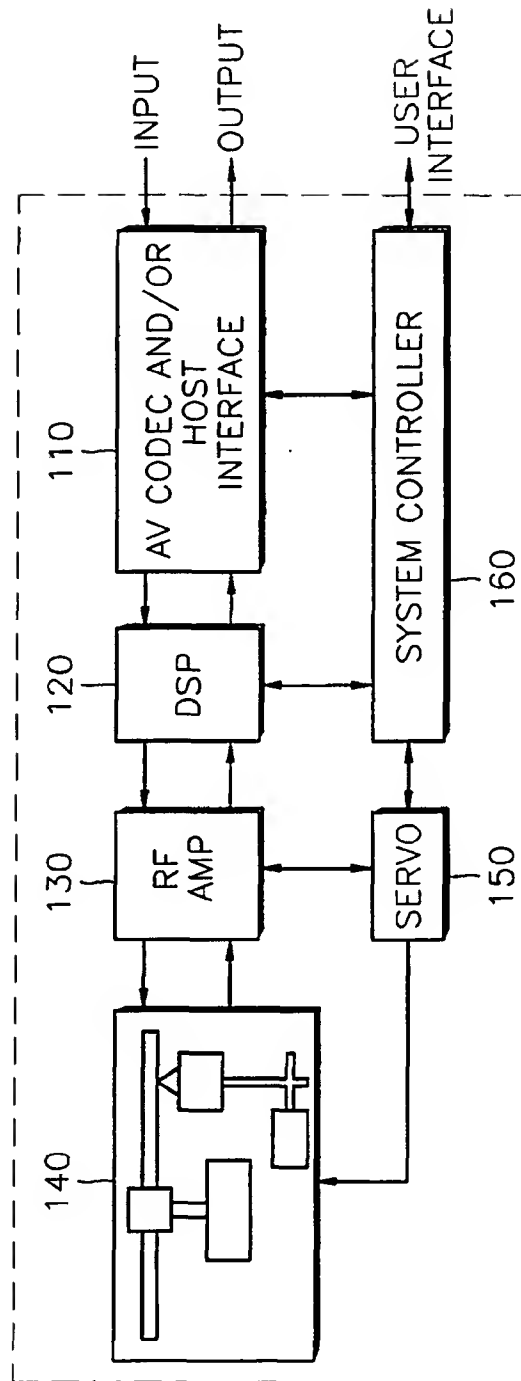 INPUT
OUTPUT
USER
INTERFACE
110
AV CODEC AND/OR
HOST
INTERFACE
120
DSP
130
RF
AMP
140
150
SERVO
160
SYSTEM CONTROLLER